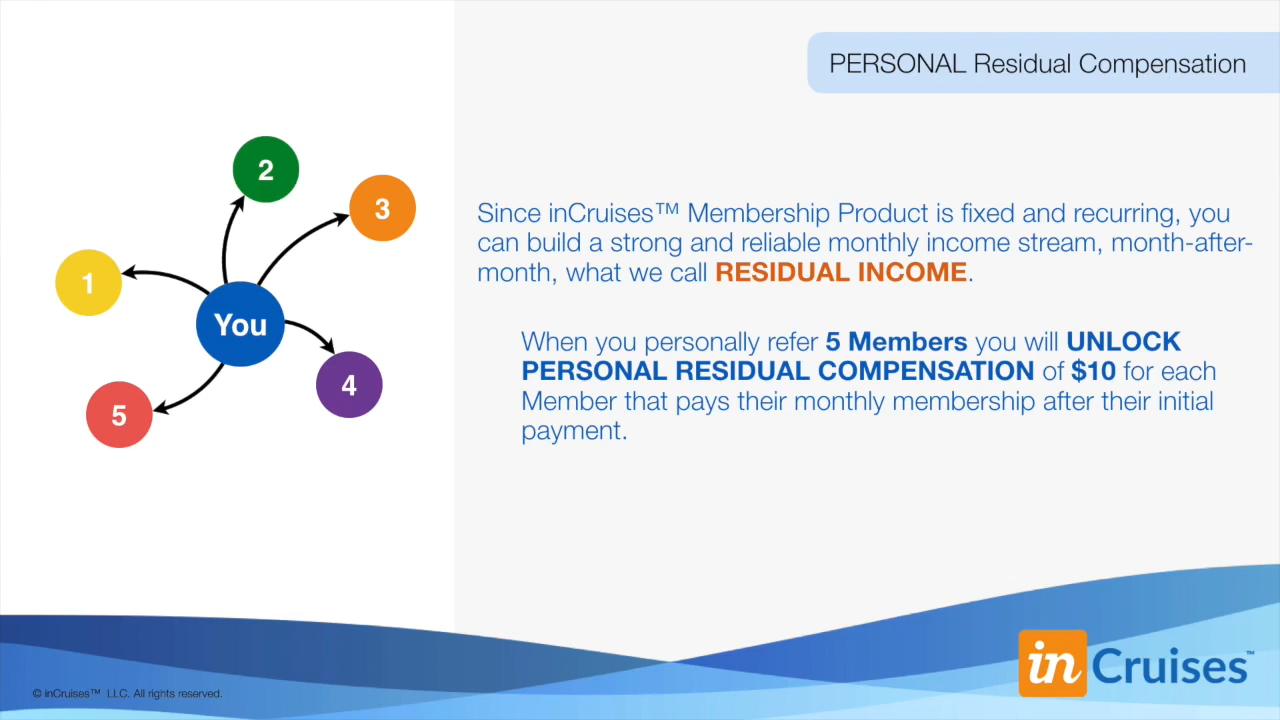 PERSONAL Residual Compensation
2
3
1
You
4
5
Since inCruises™ Membership Product is fixed and recurring, you
can build a strong and reliable monthly income stream, month-after-
month, what we call RESIDUAL INCOME.
When you personally refer 5 Members you will UNLOCK
PERSONAL RESIDUAL COMPENSATION of $10 for each
Member that pays their monthly membership after their initial
payment.
© inCruises™ LLC. All rights reserved.
in Cruises™